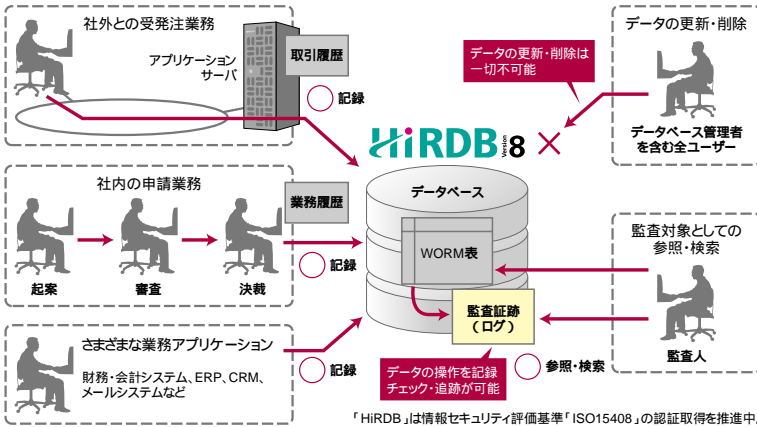 社外との受発注業務
アプリケーション
サーバ
取引履歴
記録
データの更新・削除は
一切不可能
データの更新・削除
データベース管理者
を含む全ユーザー
HiRDB Version 8
社内の申請業務
業務履歴
起案
審査
決裁
記録
データベース
WORM表
監査証跡
(ログ)
監査対象としての
参照・検索
監査人
さまざまな業務アプリケーション
財務・会計システム、ERP、CRM、
メールシステムなど
記録
データの操作を記録
チェック・追跡が可能
参照・検索
「HiRDB」は情報セキュリティ評価基準「ISO15408」の認証取得を推進中。